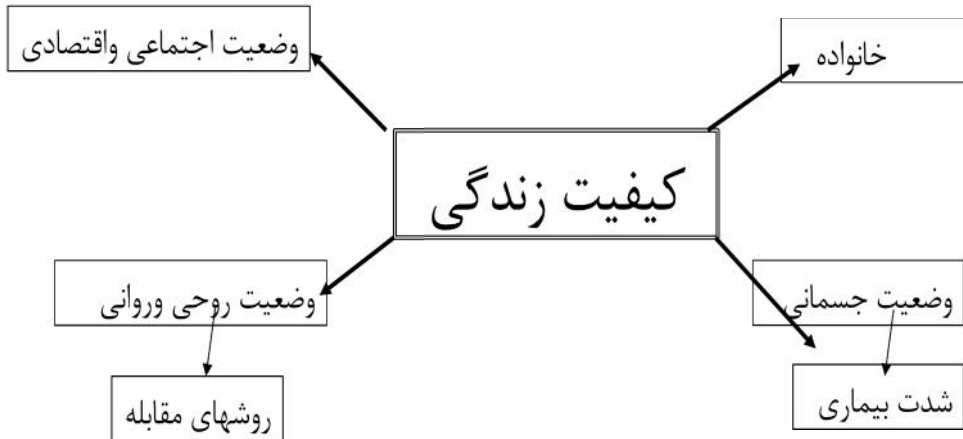 خانواده
وضعیت اجتماعی واقتصادی
کیفیت زندگی
وضعیت جسمانی
وضعیت روحی وروانی
شدت بیماری
روشهای مقابله